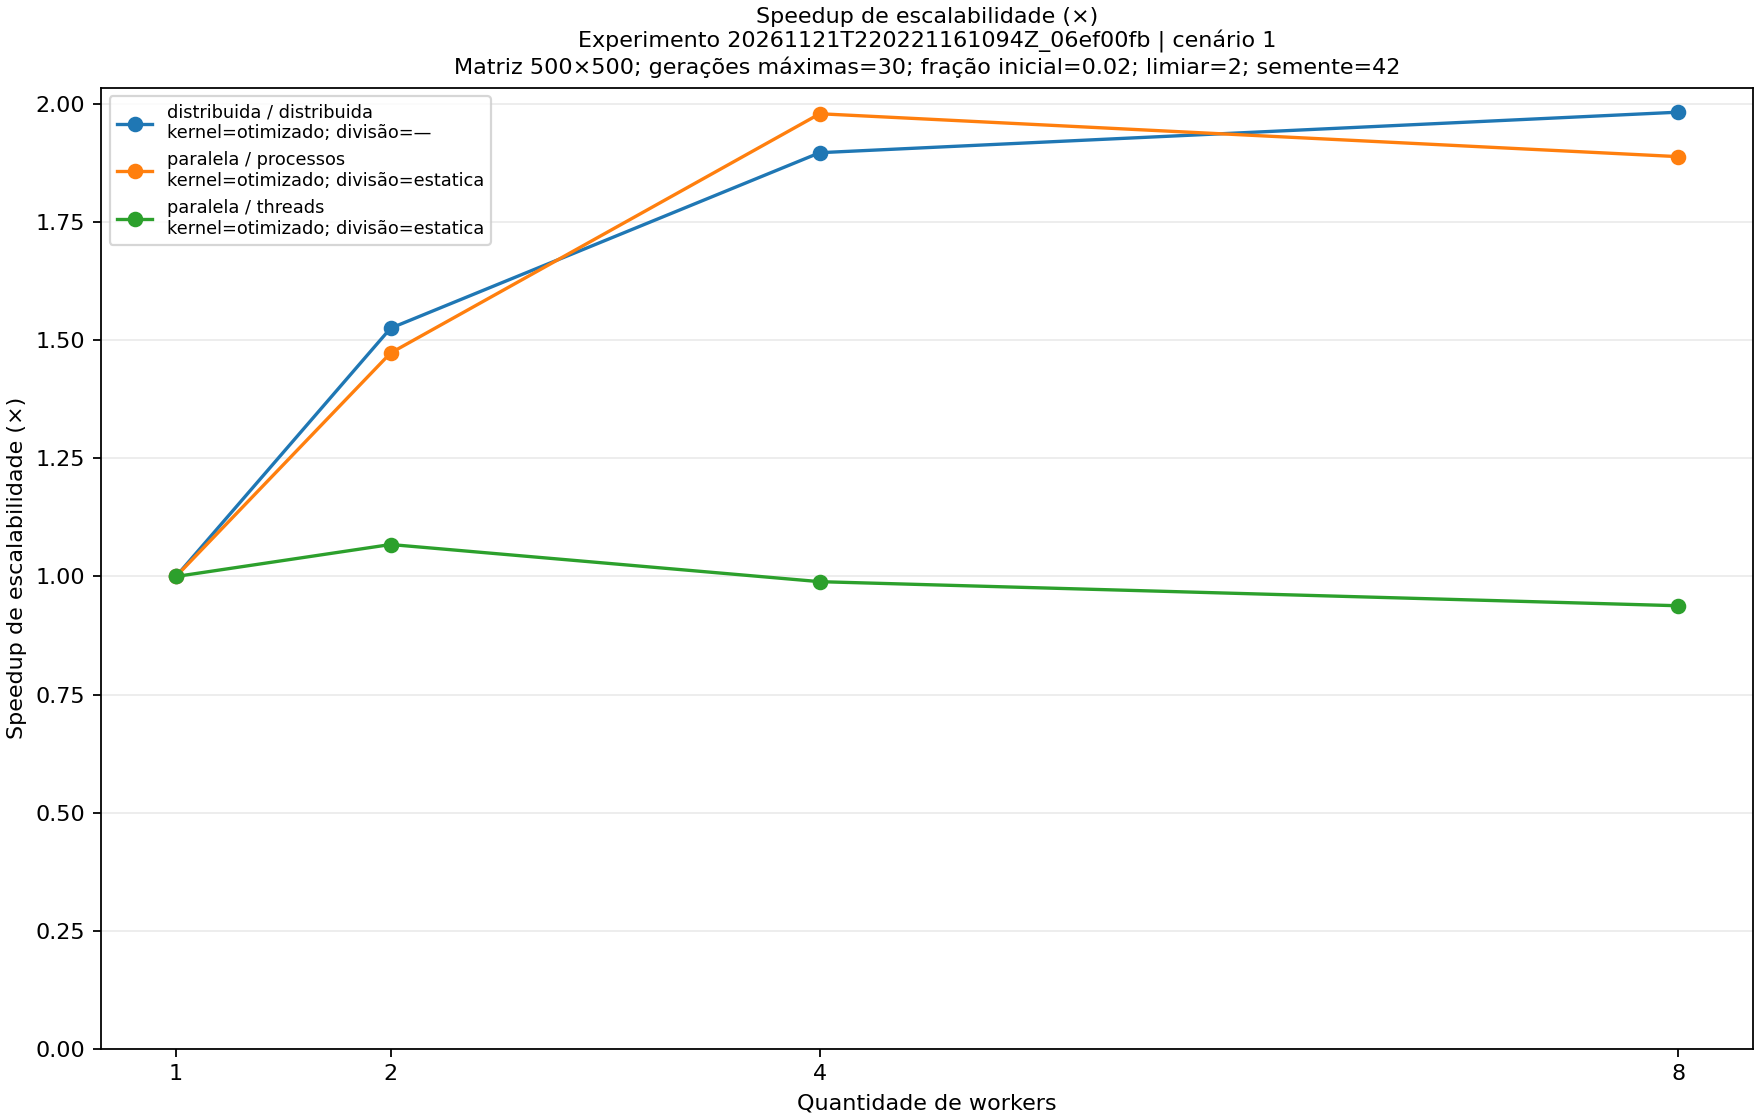 Speedup de escalabilidade (×)
Experimento 20261121T220221161094Z_06ef00fb | cenário 1
Matriz 500×500; gerações máximas=30; fração inicial=0.02; limiar=2; semente=42
distribuida / distribuida
kernel=otimizado; divisão=—
paralela / processos
kernel=otimizado; divisão=estatica
paralela / threads
kernel=otimizado; divisão=estatica
Speedup de escalabilidade (×)
2.00
1.75
1.50
1.25
1.00
0.75
0.50
0.25
0.00
1 2 4 8
Quantidade de workers